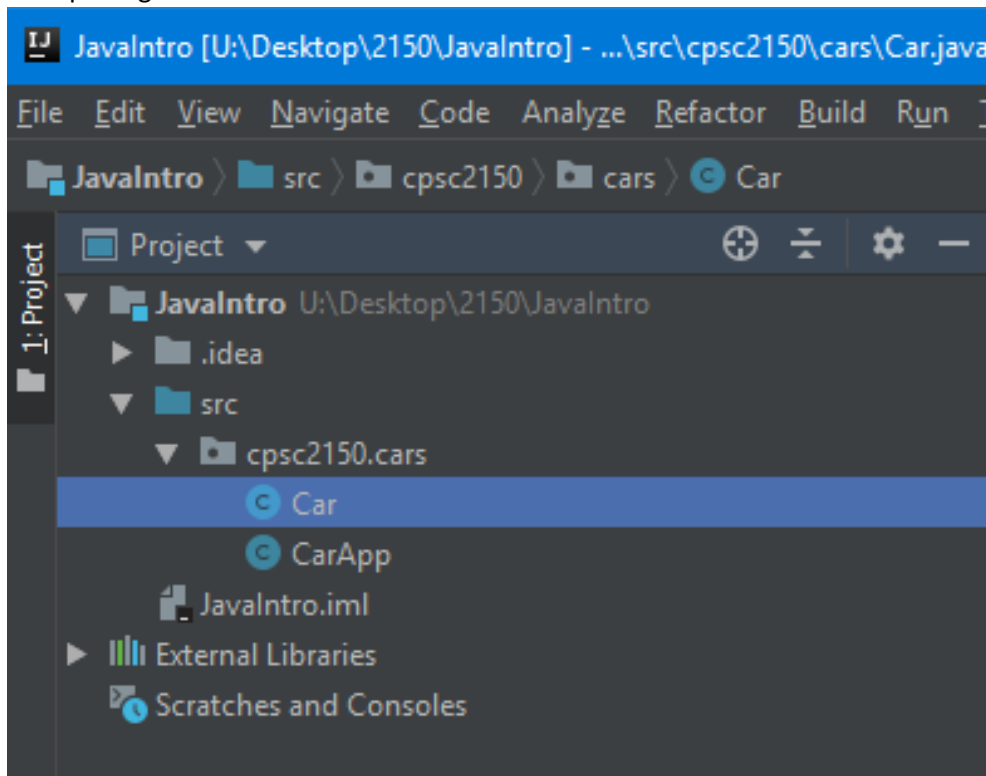 IJ JavaIntro [U:\Desktop\2150\JavaIntro] - ...\src\cpsc2150\cars\Car.java
File Edit View Navigate Code Analyze Refactor Build Run
JavaIntro src cpsc2150 cars C Car
1: Project
Project
JavaIntro U:\Desktop\2150\JavaIntro
.idea
src
cpsc2150.cars
C Car
C CarApp
JavaIntro.iml
External Libraries
Scratches and Consoles